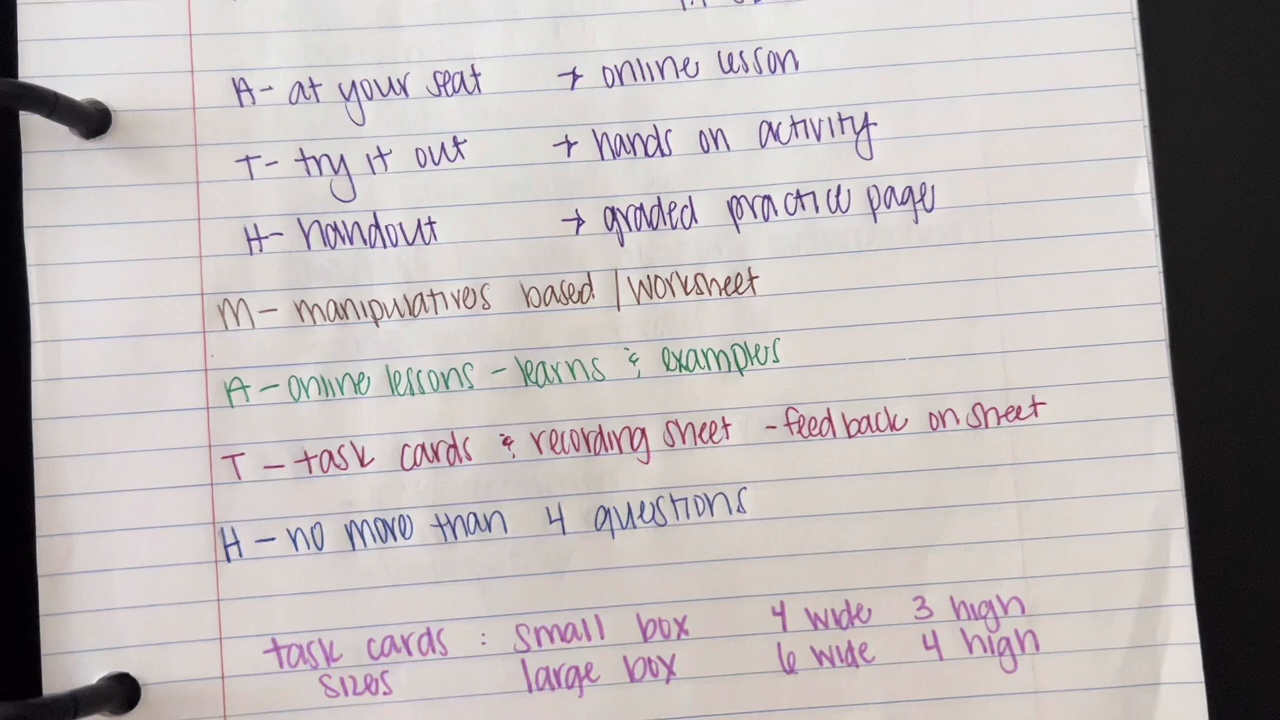 A- at your seat → online lesson
T- try it out → hands on activity
H- handout → graded practice page
M- manipulatives based / worksheet
A- online lessons - learns & examples
T - task cards & recording sheet - feedback on sheet
H - no more than 4 questions
task cards : small box 4 wide 3 high
sizes large box 6 wide 4 high